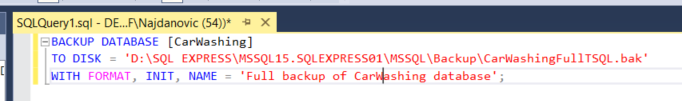 SQLQuery1.sql - DE...F\Najdanovic (54))*
BACKUP DATABASE [CarWashing]
TO DISK = 'D:\SQL EXPRESS\MSSQL15.SQLEXPRESS01\MSSQL\Backup\CarWashingFullTSQL.bak'
WITH FORMAT, INIT, NAME = 'Full backup of CarWashing database';